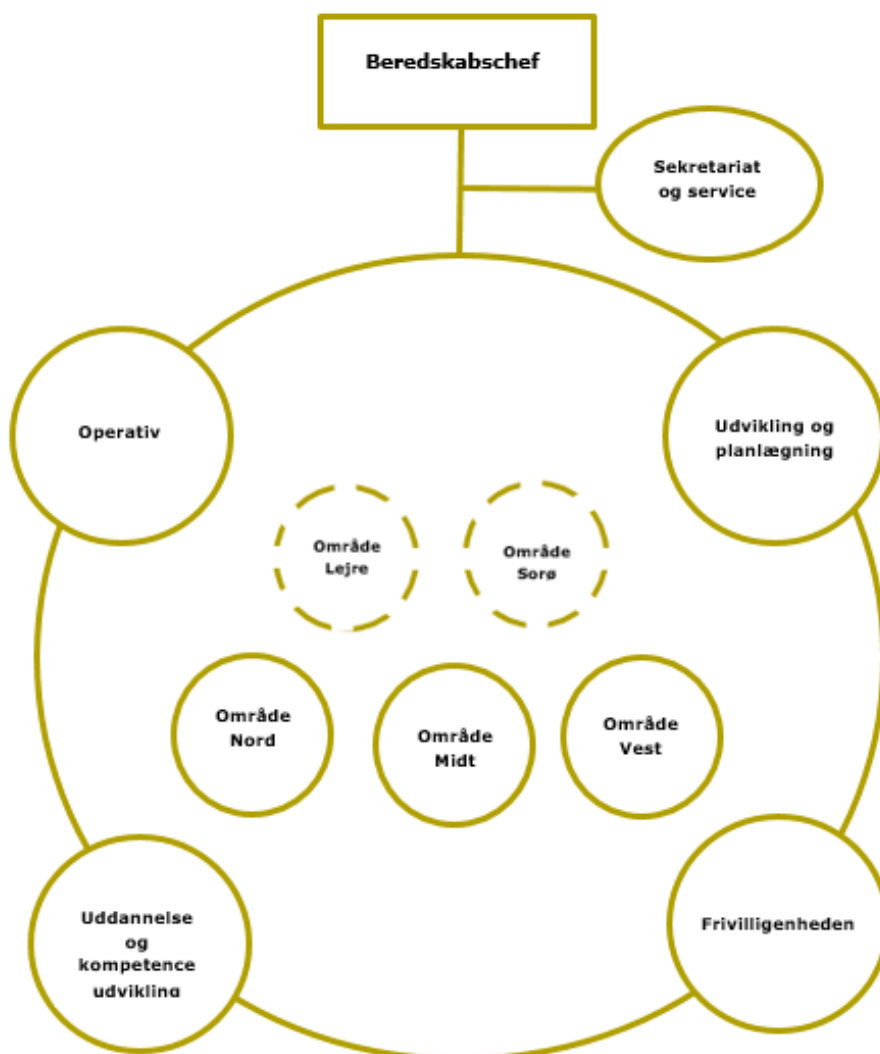 Beredskabschef
Sekretariat
og service
Operativ
Udvikling og
planlægning
Område
Lejre
Område
Sorø
Område
Nord
Område
Midt
Område
Vest
Uddannelse
og
kompetence
udvikling
Frivilligenheden